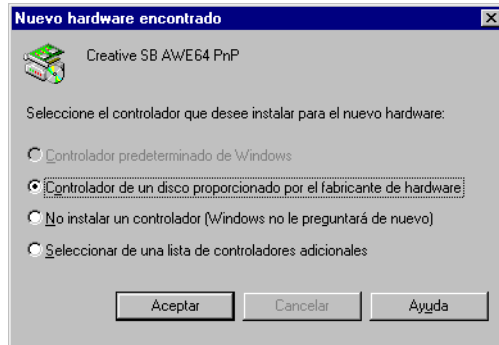 Nuevo hardware encontrado
Creative SB AWE64 PnP
Seleccione el controlador que desee instalar para el nuevo hardware:
Controlador predeterminado de Windows
Controlador de un disco proporcionado por el fabricante de hardware
No instalar un controlador (Windows no le preguntará de nuevo)
Seleccionar de una lista de controladores adicionales
Aceptar Cancelar Ayuda